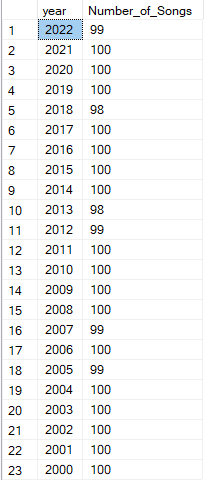 year Number_of_Songs
1 2022 99
2 2021 100
3 2020 100
4 2019 100
5 2018 98
6 2017 100
7 2016 100
8 2015 100
9 2014 100
10 2013 98
11 2012 99
12 2011 100
13 2010 100
14 2009 100
15 2008 100
16 2007 99
17 2006 100
18 2005 99
19 2004 100
20 2003 100
21 2002 100
22 2001 100
23 2000 100